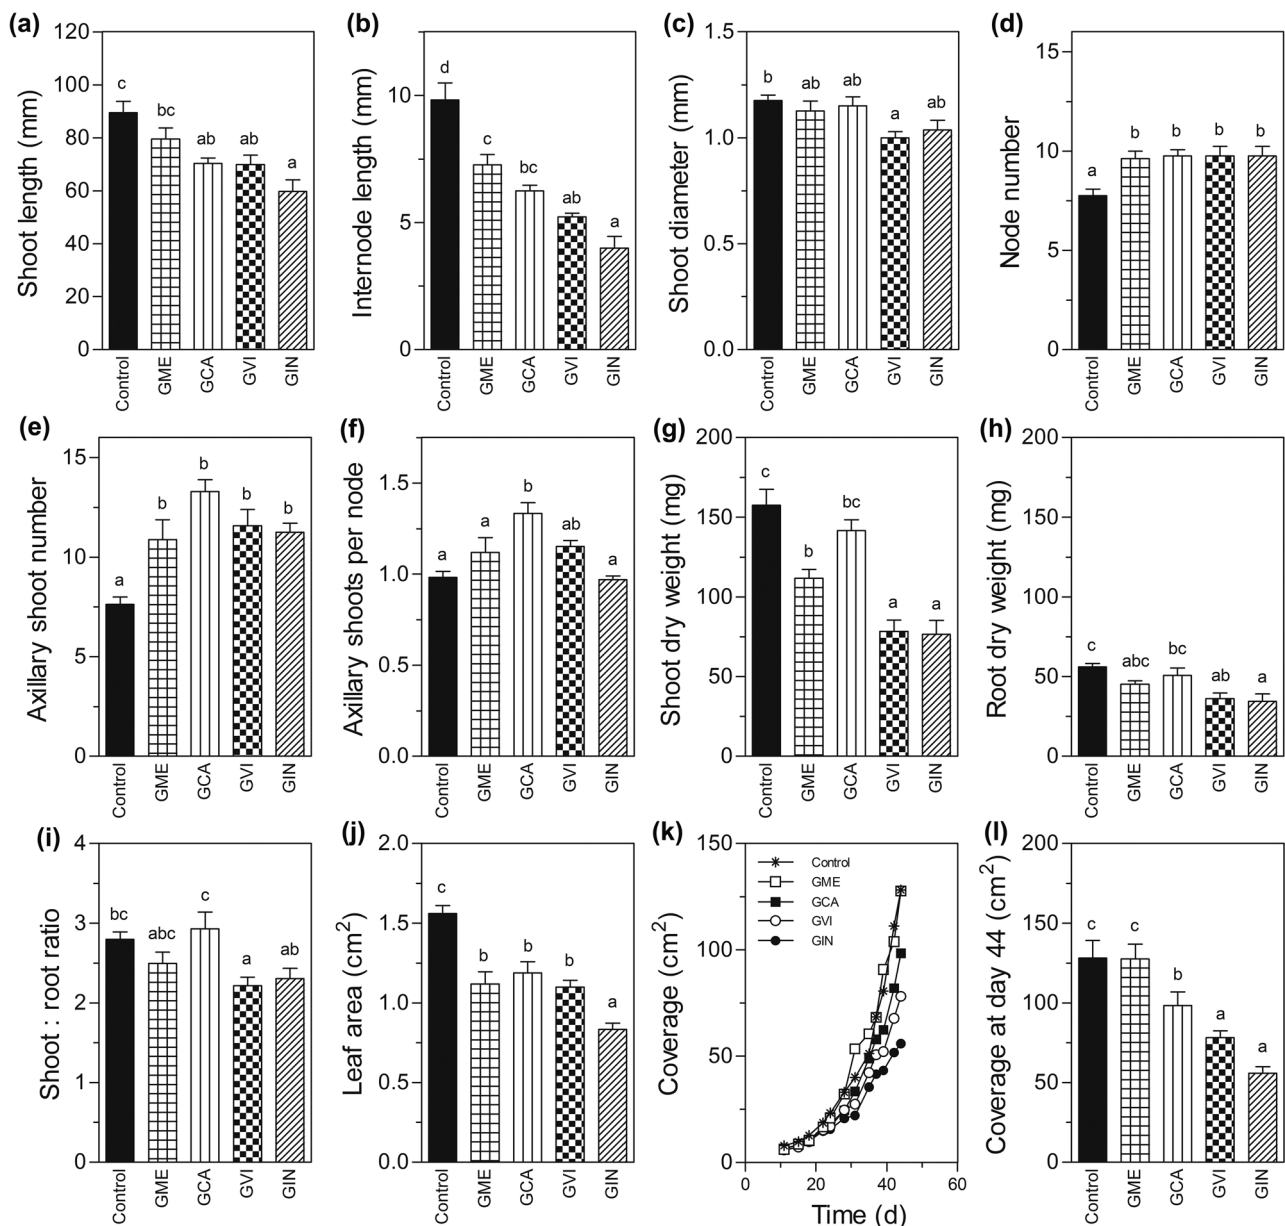 (a)
Shoot length (mm)
120
100
80
60
40
20
0
c
bc
ab
ab
a
Control
GME
GCA
GVI
GIN
(b)
Internode length (mm)
10
5
0
d
c
bc
ab
a
Control
GME
GCA
GVI
GIN
(c)
Shoot diameter (mm)
1.5
1.0
0.5
0.0
b
ab
ab
a
ab
Control
GME
GCA
GVI
GIN
(d)
Node number
15
10
5
0
a
b
b
b
b
Control
GME
GCA
GVI
GIN
(e)
Axillary shoot number
15
10
5
0
a
b
b
b
b
Control
GME
GCA
GVI
GIN
(f)
Axillary shoots per node
1.5
1.0
0.5
0.0
a
a
b
ab
a
Control
GME
GCA
GVI
GIN
(g)
Shoot dry weight (mg)
200
150
100
50
0
c
b
bc
a
a
Control
GME
GCA
GVI
GIN
(h)
Root dry weight (mg)
200
150
100
50
0
c
abc
bc
ab
a
Control
GME
GCA
GVI
GIN
(i)
Shoot : root ratio
4
3
2
1
0
bc
abc
c
a
ab
Control
GME
GCA
GVI
GIN
(j)
Leaf area (cm²)
2.0
1.5
1.0
0.5
0.0
c
b
b
b
a
Control
GME
GCA
GVI
GIN
(k)
Coverage (cm²)
150
100
50
0
Control
GME
GCA
GVI
GIN
0
20
40
60
Time (d)
(l)
Coverage at day 44 (cm²)
200
150
100
50
0
c
c
b
a
a
Control
GME
GCA
GVI
GIN